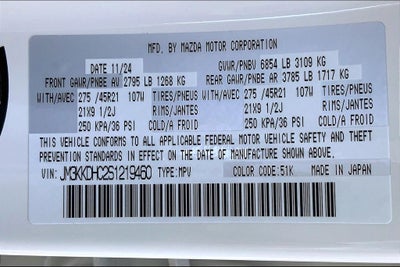 MFD. BY MAZDA MOTOR CORPORATION
DATE 11/24 GVWR/PNBV 6854 LB 3109 KG
FRONT GAWR/PNBE AV 2795 LB 1268 KG REAR GAWR/PNBE AR 3785 LB 1717 KG
WITH/AVEC 275 /45R21 107W TIRES/PNEUS WITH/AVEC 275 /45R21 107W TIRES/PNEUS
21X9 1/2J RIMS/JANTES 21X9 1/2J RIMS/JANTES
250 KPA/36 PSI COLD/A FROID 250 KPA/36 PSI COLD/A FROID
THIS VEHICLE CONFORMS TO ALL APPLICABLE FEDERAL MOTOR VEHICLE SAFETY AND THEFT
PREVENTION STANDARDS IN EFFECT ON THE DATE OF MANUFACTURE SHOWN ABOVE.
VIN: JM3KKDHC2S1219460 TYPE:MPV COLOR CODE:51K MADE IN JAPAN